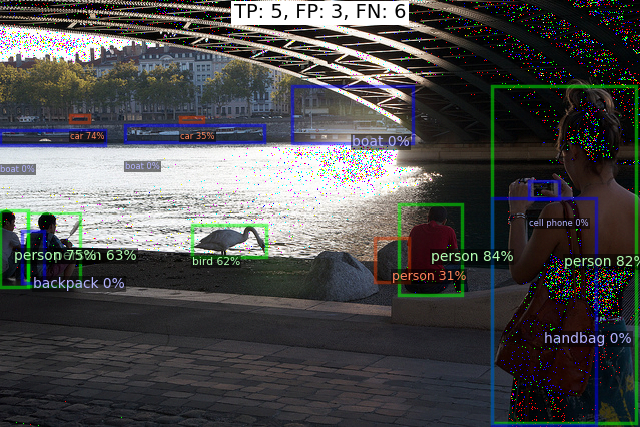 TP: 5, FP: 3, FN: 6
car 74%
car 35%
boat 0%
boat 0%
boat 0%
cell phone 0%
person 75%
63%
person 84%
person 82%
bird 62%
person 31%
backpack 0%
handbag 0%